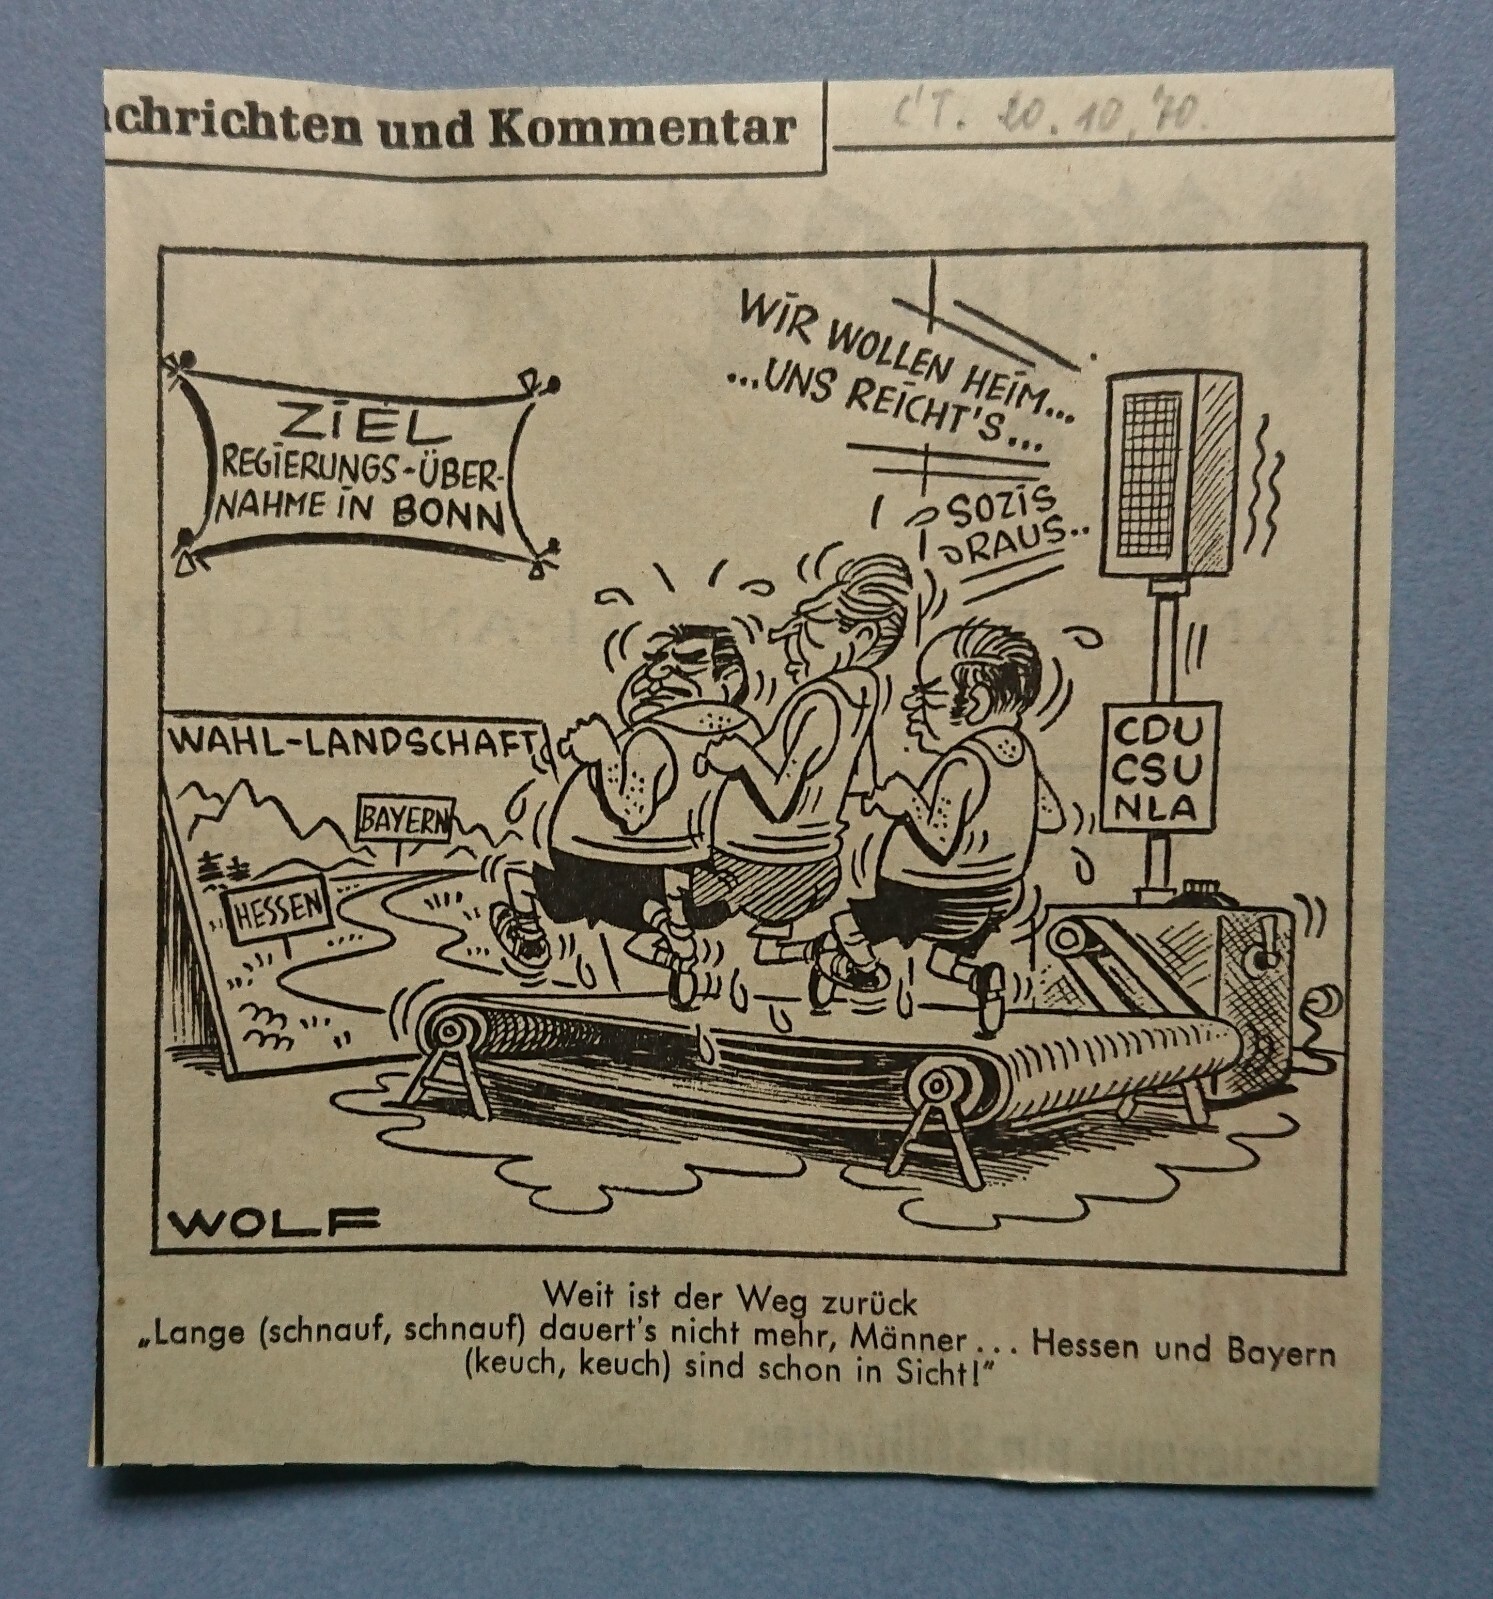 achrichten und Kommentar
CT. 20.10.'70.
WIR WOLLEN HEIM...
...UNS REICHT'S...
SOZIS
RAUS..
ZIEL
REGIERUNGS-ÜBER-
NAHME IN BONN
CDU
CSU
NLA
WAHL-LANDSCHAFT
BAYERN
HESSEN
WOLF
Weit ist der Weg zurück
„Lange (schnauf, schnauf) dauert's nicht mehr, Männer... Hessen und Bayern
(keuch, keuch) sind schon in Sicht!"